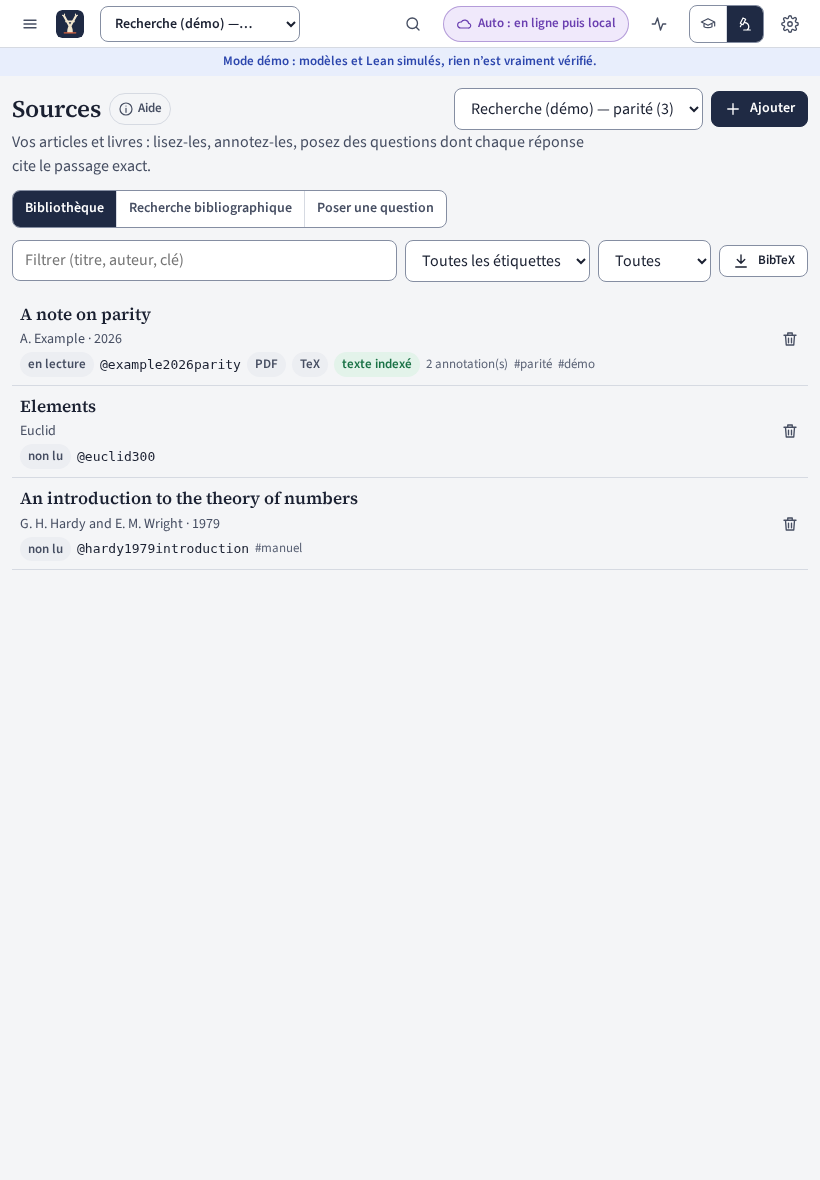 Recherche (démo) —...
Auto : en ligne puis local
Mode démo : modèles et Lean simulés, rien n’est vraiment vérifié.
Sources
Aide
Recherche (démo) — parité (3)
Ajouter
Vos articles et livres : lisez-les, annotez-les, posez des questions dont chaque réponse
cite le passage exact.
Bibliothèque
Recherche bibliographique
Poser une question
Filtrer (titre, auteur, clé)
Toutes les étiquettes
Toutes
BibTeX
A note on parity
A. Example · 2026
en lecture @example2026parity PDF TeX texte indexé 2 annotation(s) #parité #démo
Elements
Euclid
non lu @euclid300
An introduction to the theory of numbers
G. H. Hardy and E. M. Wright · 1979
non lu @hardy1979introduction #manuel